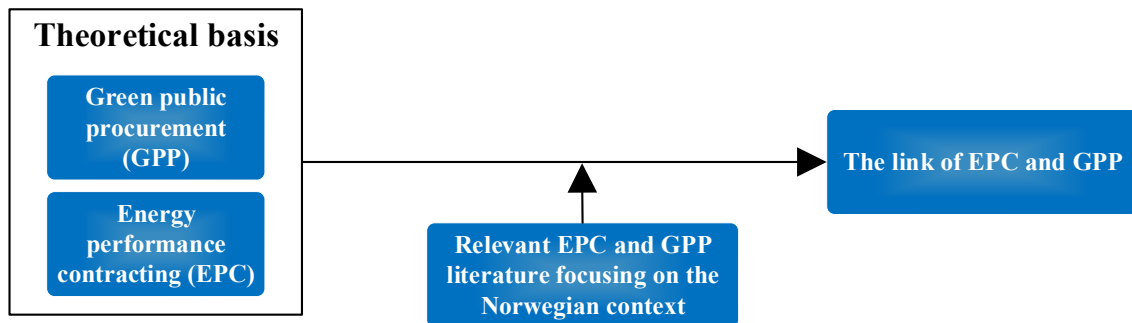 Theoretical basis
Green public
procurement
(GPP)
Energy
performance
contracting (EPC)
Relevant EPC and GPP
literature focusing on the
Norwegian context
The link of EPC and GPP